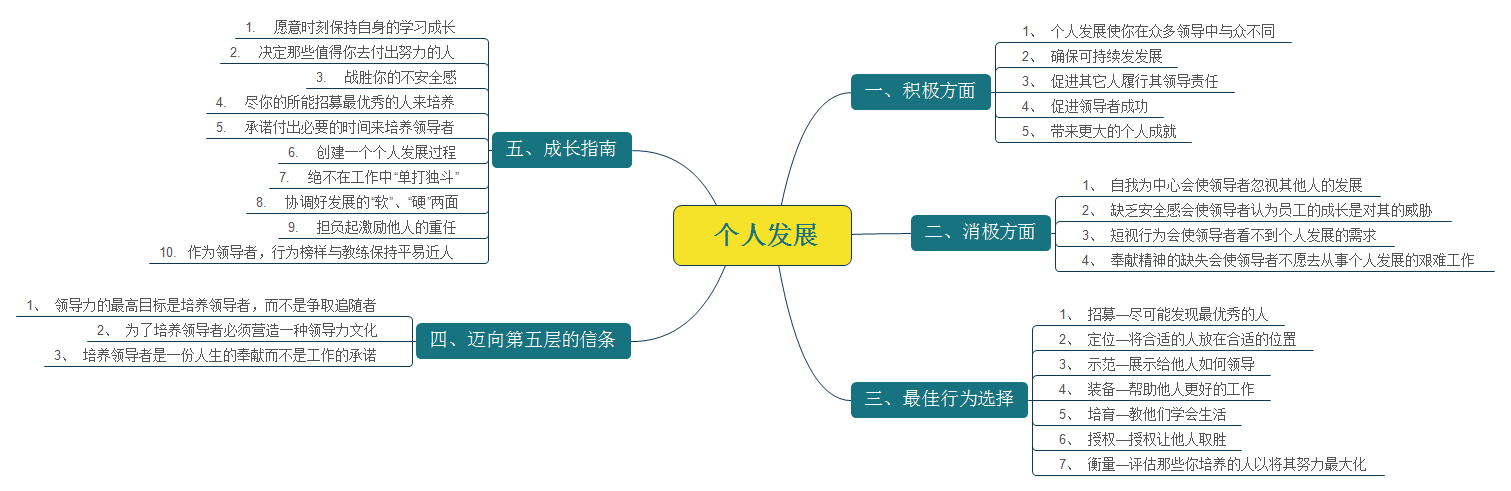 个人发展
一、积极方面
1、 个人发展使你在众多领导中与众不同
2、 确保可持续发发展
3、 促进其它人履行其领导责任
4、 促进领导者成功
5、 带来更大的个人成就
二、消极方面
1、 自我为中心会使领导者忽视其他人的发展
2、 缺乏安全感会使领导者认为员工的成长是对其的威胁
3、 短视行为会使领导者看不到个人发展的需求
4、 奉献精神的缺失会使领导者不愿去从事个人发展的艰难工作
三、最佳行为选择
1、 招募—尽可能发现最优秀的人
2、 定位—将合适的人放在合适的位置
3、 示范—展示给他人如何领导
4、 装备—帮助他人更好的工作
5、 培育—教他们学会生活
6、 授权—授权让他人取胜
7、 衡量—评估那些你培养的人以将其努力最大化
四、迈向第五层的信条
1、 领导力的最高目标是培养领导者，而不是争取追随者
2、 为了培养领导者必须营造一种领导力文化
3、 培养领导者是一份人生的奉献而不是工作的承诺
五、成长指南
1. 愿意时刻保持自身的学习成长
2. 决定那些值得你去付出努力的人
3. 战胜你的不安全感
4. 尽你的所能招募最优秀的人来培养
5. 承诺付出必要的时间来培养领导者
6. 创建一个个人发展过程
7. 绝不在工作中“单打独斗”
8. 协调好发展的“软”、“硬”两面
9. 担负起激励他人的重任
10. 作为领导者，行为榜样与教练保持平易近人